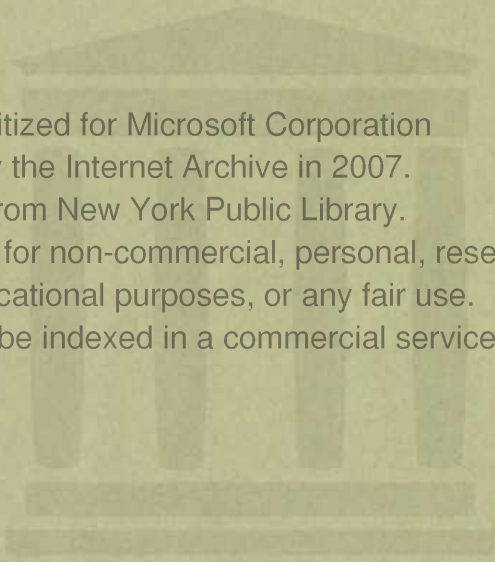 itized for Microsoft Corporation
the Internet Archive in 2007.
rom New York Public Library.
for non-commercial, personal, rese
cational purposes, or any fair use.
be indexed in a commercial service